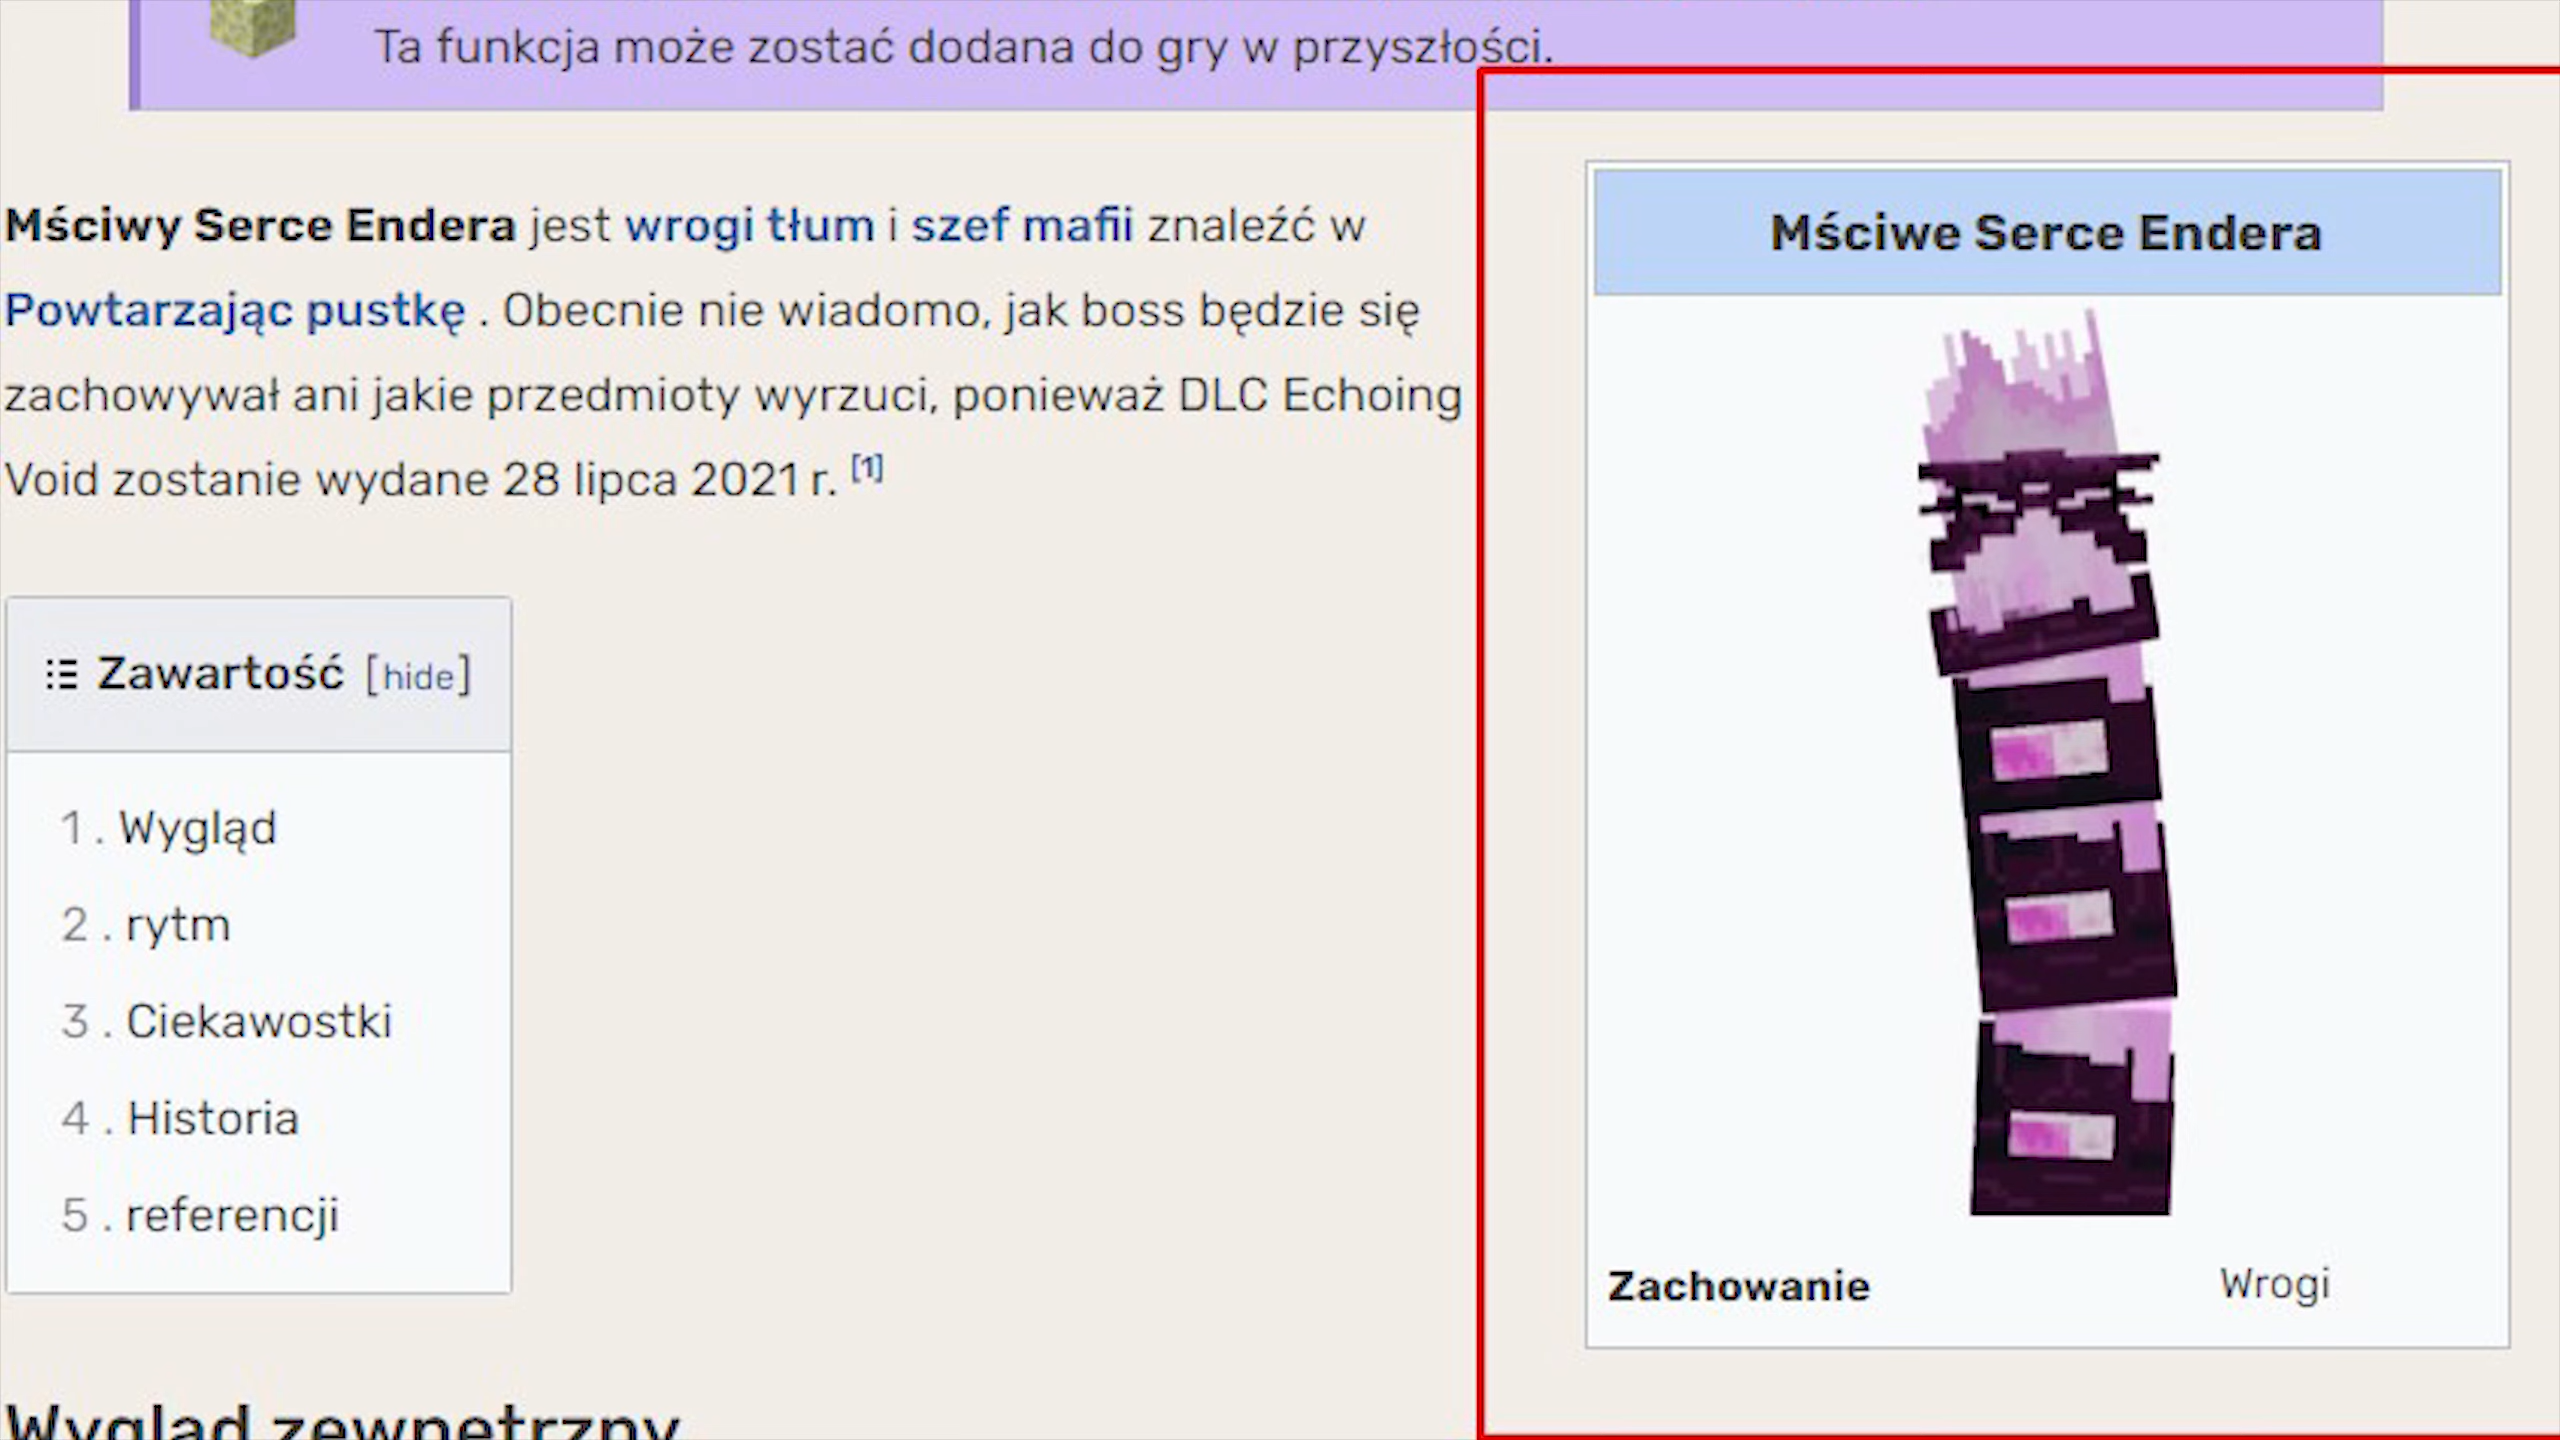 Ta funkcja może zostać dodana do gry w przyszłości.
Mściwy Serce Endera jest wrogi tłum i szef mafii znaleźć w
Powtarzając pustkę . Obecnie nie wiadomo, jak boss będzie się
zachowywał ani jakie przedmioty wyrzuci, ponieważ DLC Echoing
Void zostanie wydane 28 lipca 2021 r. [1]
Zawartość [hide]
1 . Wygląd
2 . rytm
3 . Ciekawostki
4 . Historia
5 . referencji
Wygląd zewnętrzny
Mściwe Serce Endera
Zachowanie Wrogi